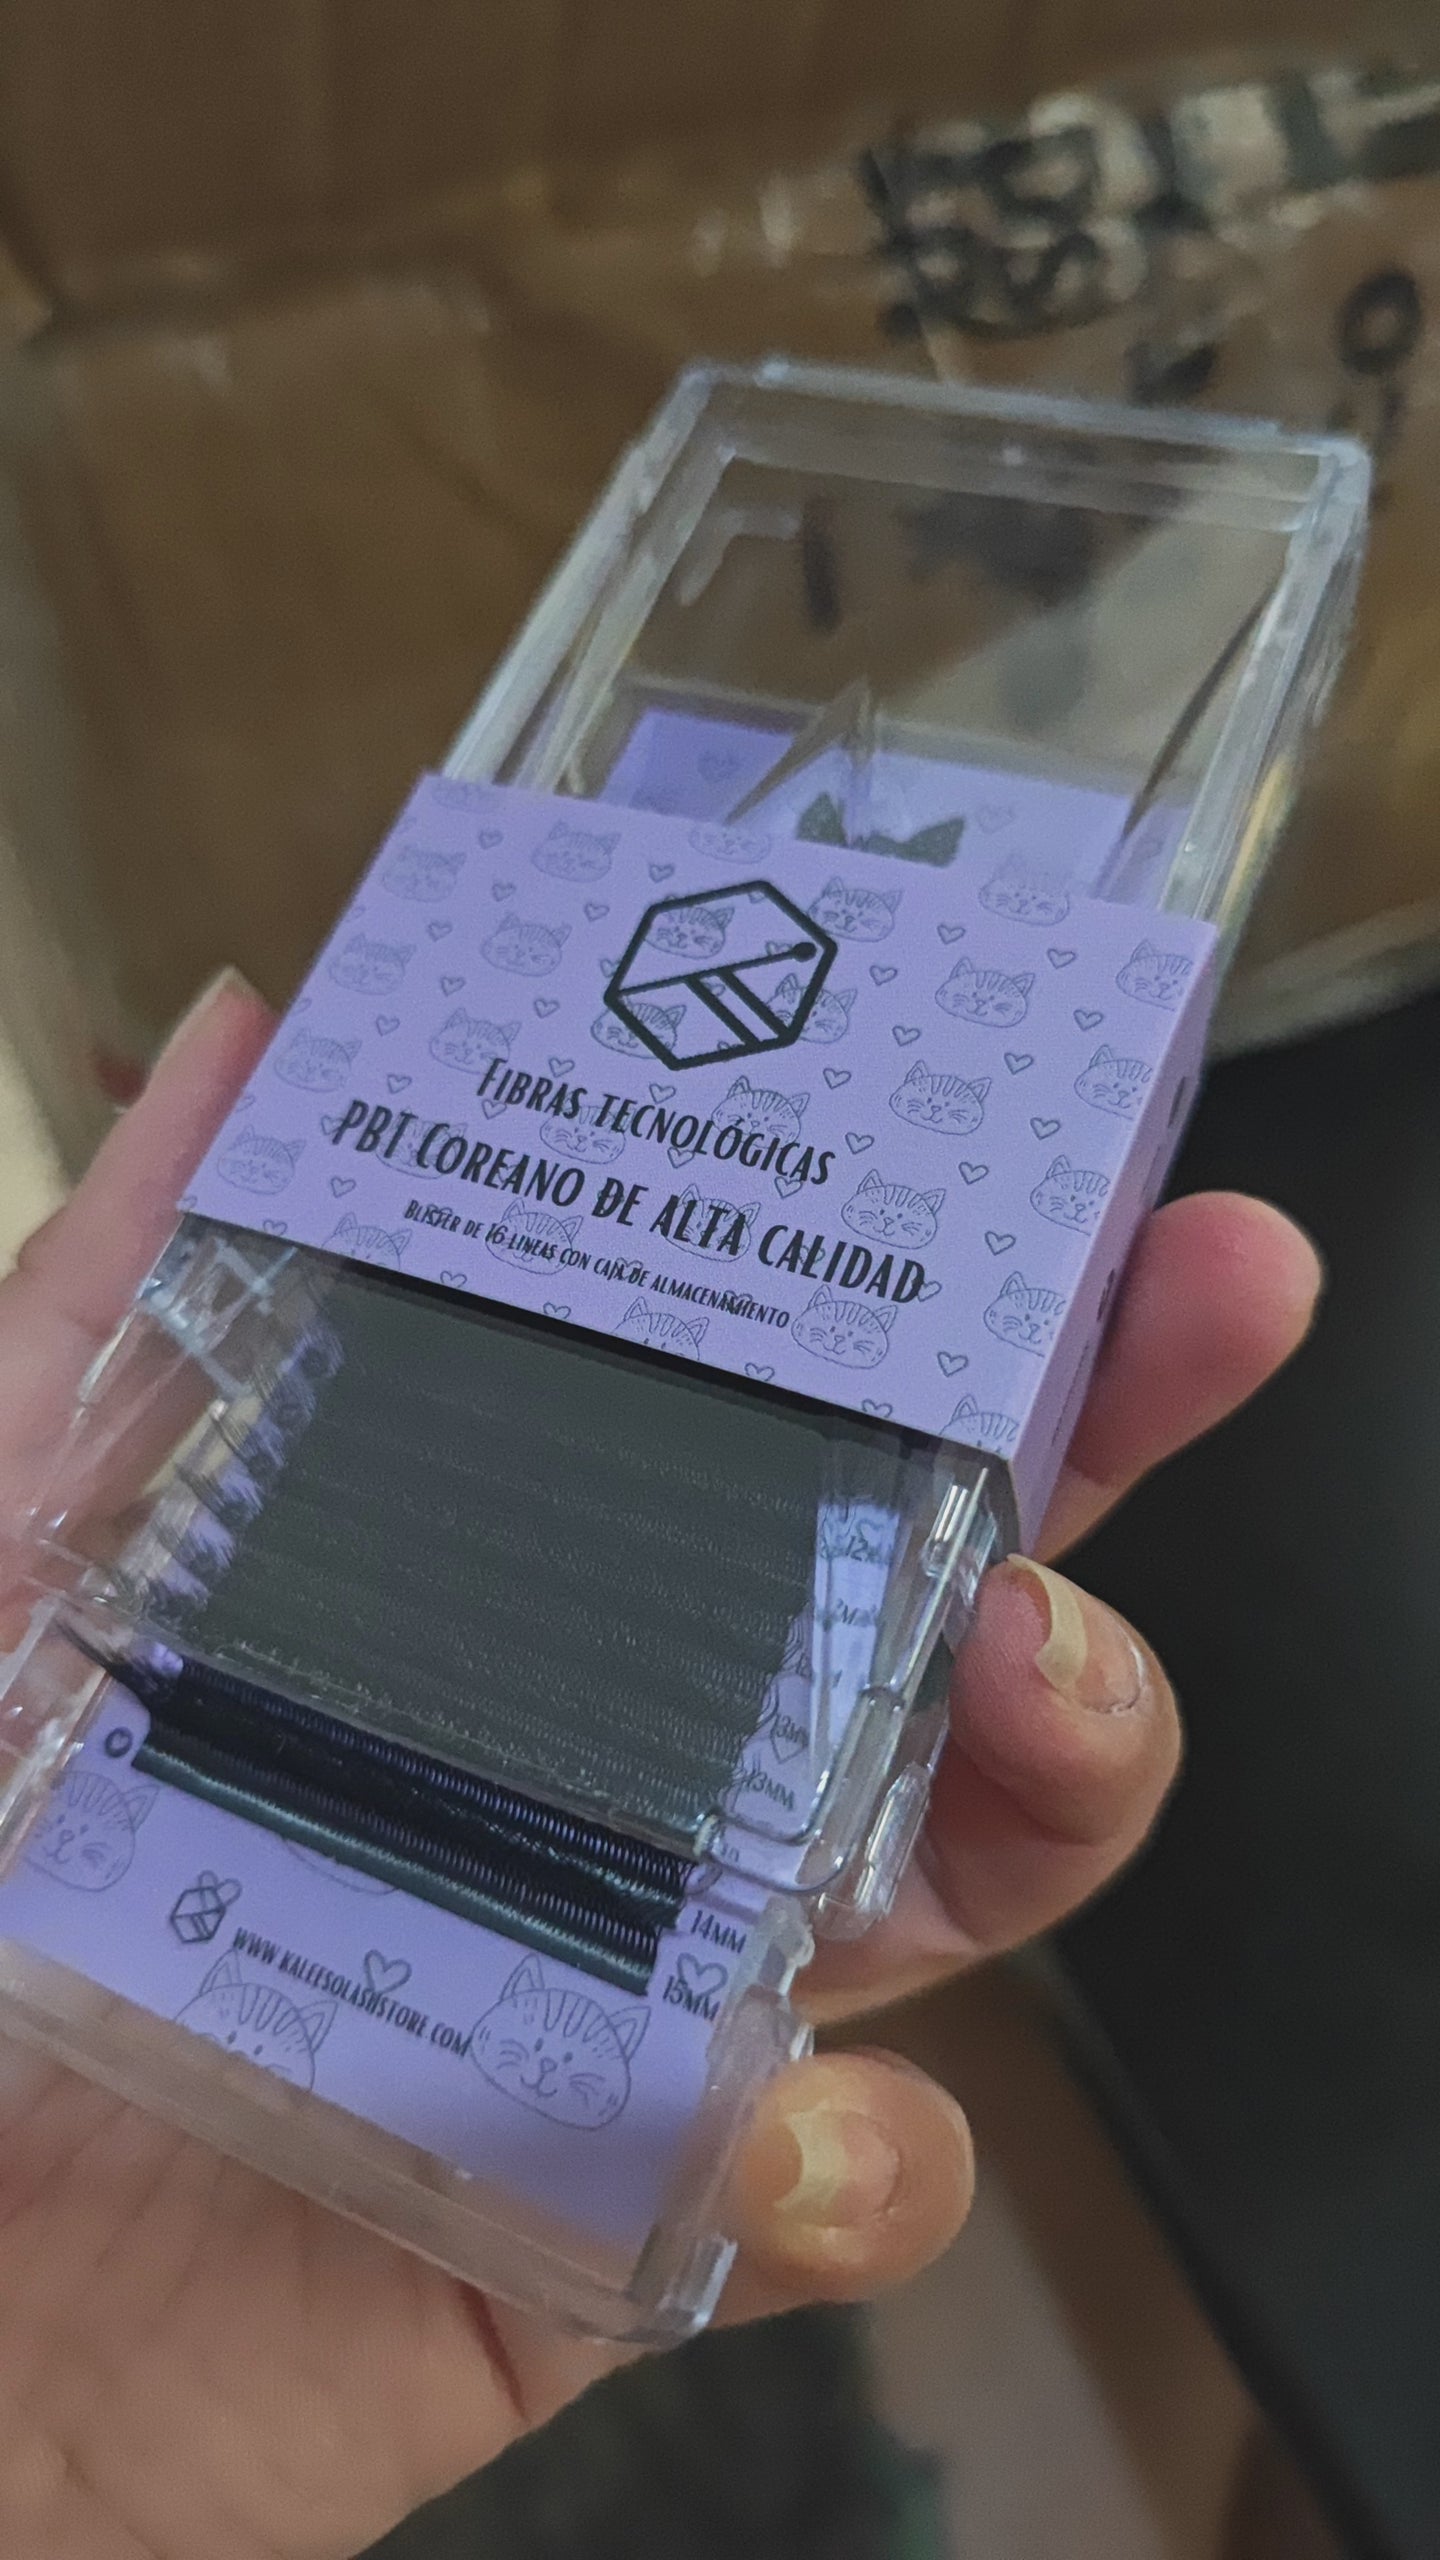 FIBRAS TECNOLÓGICAS
PBT COREANO DE ALTA CALIDAD
BLISTER DE 16 LINEAS CON CAJA DE ALMACENAMIENTO
13MM
13MM
14MM
15MM
WWW.KALEESOLASHSTORE.COM